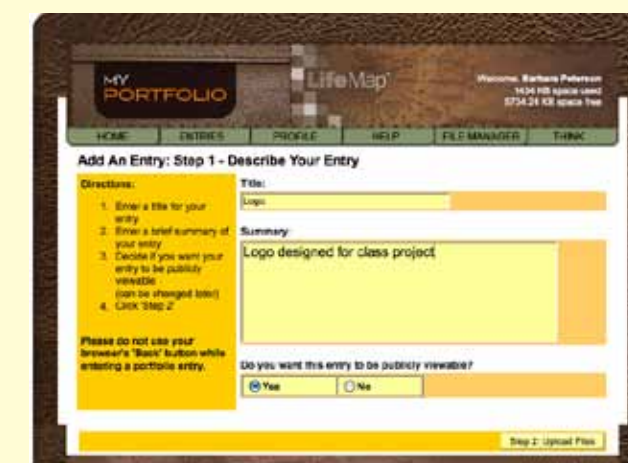 MY
PORTFOLIO
LifeMap
Welcome, Barbara Peterson
1434 KB space used
8734.24 KB space free
HOME
ENTRIES
PROFILE
HELP
FILE MANAGER
THINK
Add An Entry: Step 1 - Describe Your Entry
Directions:
1. Enter a title for your
entry
2. Enter a brief summary of
your entry
3. Decide if you want your
entry to be publicly
viewable
(can be changed later)
4. Click 'Step 2'
Please do not use your
browser's 'Back' button while
entering a portfolio entry.
Title:
Logo
Summary:
Logo designed for class project
Do you want this entry to be publicly viewable?
Yes
No
Step 2: Upload Files